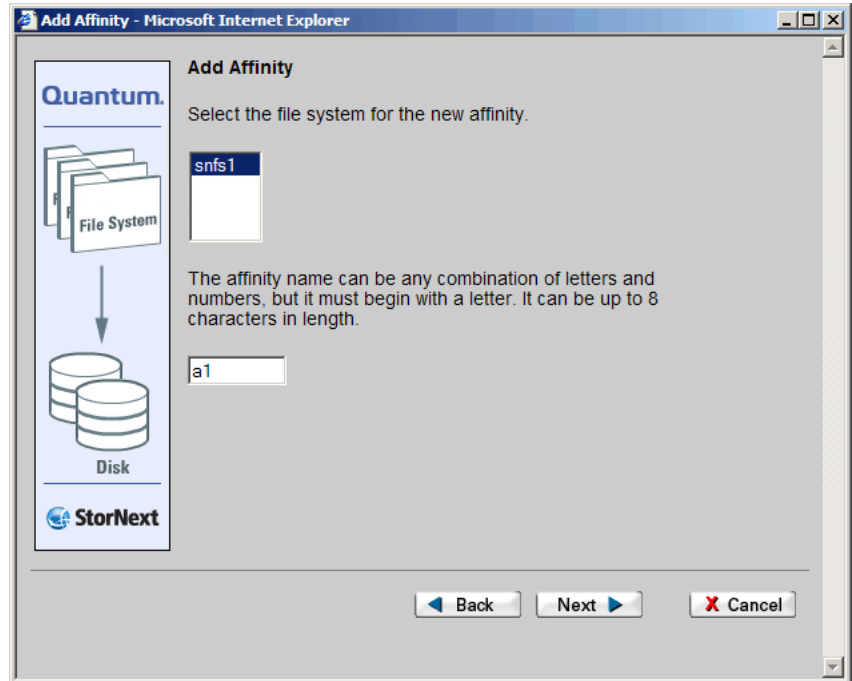 Add Affinity - Microsoft Internet Explorer
Quantum.
File System
Disk
StorNext
Add Affinity
Select the file system for the new affinity.
snfs1
The affinity name can be any combination of letters and
numbers, but it must begin with a letter. It can be up to 8
characters in length.
a1
Back
Next
X Cancel